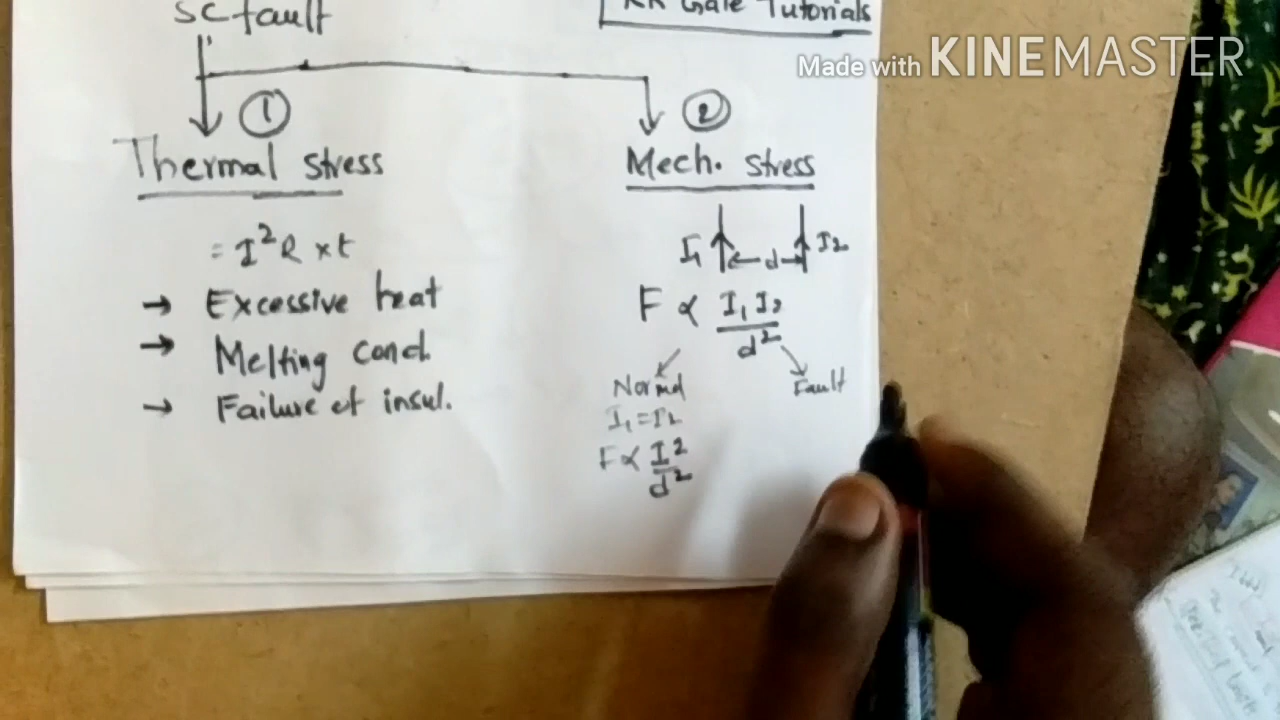 SC fault
RR Gate Tutorials
Made with KINEMASTER
①
Thermal stress
= I²R × t
→ Excessive heat
→ Melting cond.
→ Failure of insul.
②
Mech. stress
I₁ d I₂
F ∝ I₁ I₂ / d²
Normal
I₁ = I₂
F ∝ I² / d²
Fault